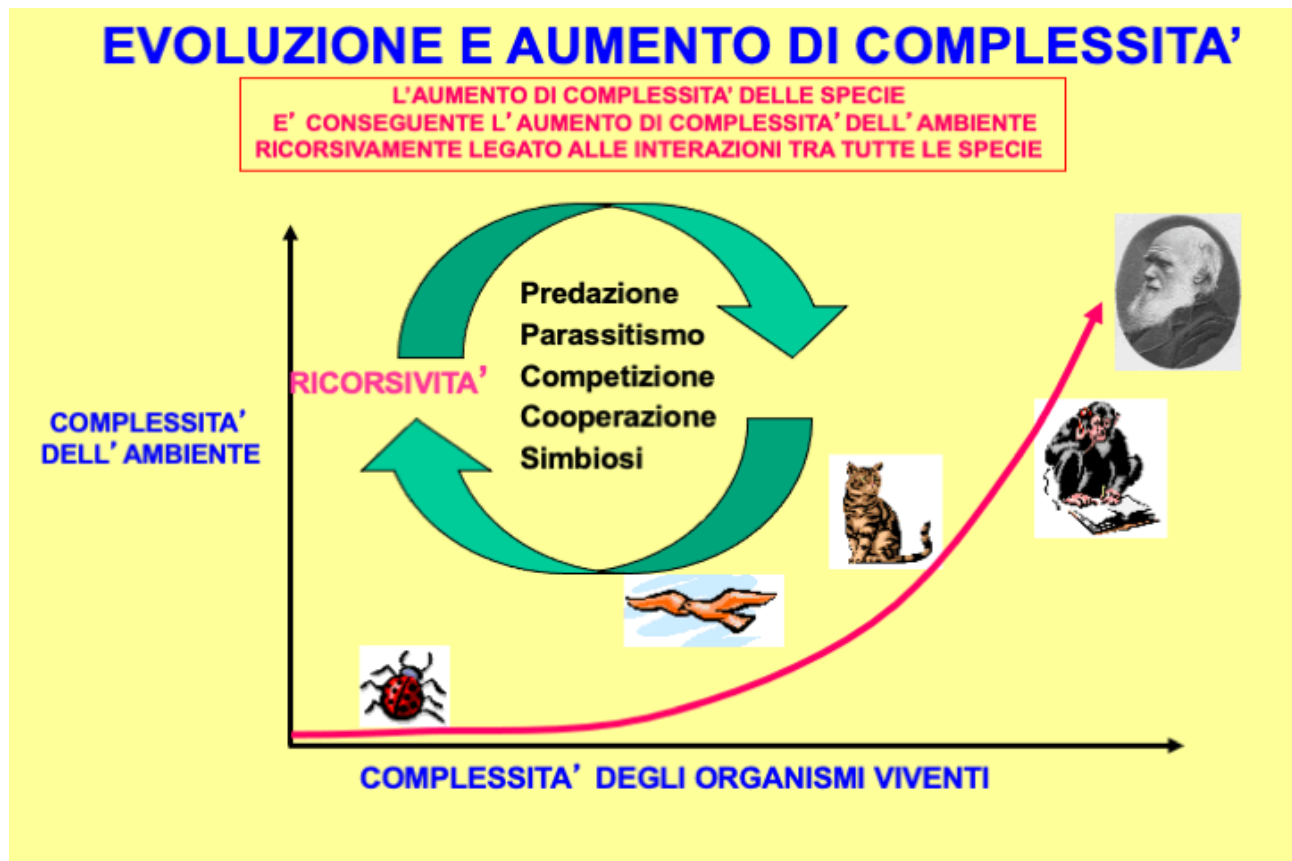 EVOLUZIONE E AUMENTO DI COMPLESSITA’
L’AUMENTO DI COMPLESSITA’ DELLE SPECIE
E’ CONSEGUENTE L’AUMENTO DI COMPLESSITA’ DELL’AMBIENTE
RICORSIVAMENTE LEGATO ALLE INTERAZIONI TRA TUTTE LE SPECIE
Predazione
Parassitismo
RICORSIVITA’
Competizione
Cooperazione
Simbiosi
COMPLESSITA’
DELL’AMBIENTE
COMPLESSITA’ DEGLI ORGANISMI VIVENTI